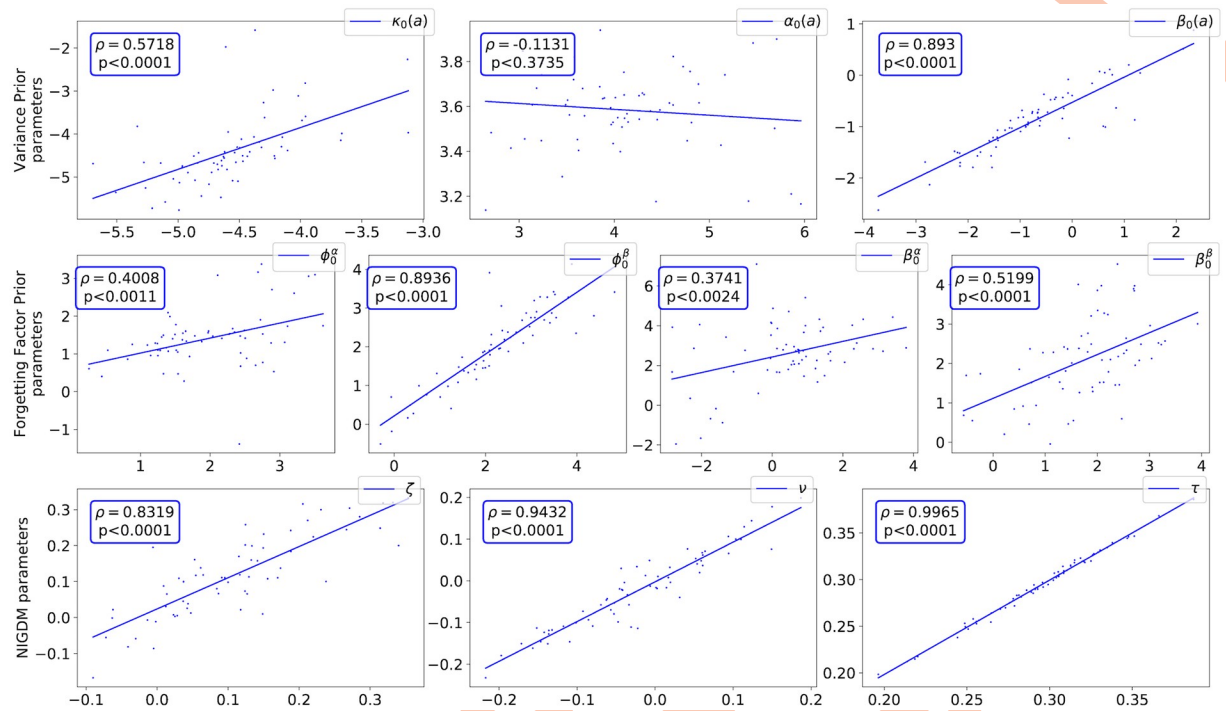 κ₀(a)
ρ = 0.5718
p<0.0001
−2
−3
−4
−5
−5.5 −5.0 −4.5 −4.0 −3.5 −3.0
Variance Prior
parameters
α₀(a)
ρ = -0.1131
p<0.3735
3.8
3.6
3.4
3.2
3 4 5 6
β₀(a)
ρ = 0.893
p<0.0001
1
0
−1
−2
−4 −3 −2 −1 0 1 2
ϕ₀^α
ρ = 0.4008
p<0.0011
3
2
1
0
−1
1 2 3
Forgetting Factor Prior
parameters
ϕ₀^β
ρ = 0.8936
p<0.0001
4
3
2
1
0
0 2 4
β₀^α
ρ = 0.3741
p<0.0024
6
4
2
0
−2
−2 0 2 4
β₀^β
ρ = 0.5199
p<0.0001
4
3
2
1
0
0 1 2 3 4
ζ
ρ = 0.8319
p<0.0001
0.3
0.2
0.1
0.0
−0.1
−0.1 0.0 0.1 0.2 0.3
NIGDM parameters
ν
ρ = 0.9432
p<0.0001
0.2
0.1
0.0
−0.1
−0.2
−0.2 −0.1 0.0 0.1 0.2
τ
ρ = 0.9965
p<0.0001
0.35
0.30
0.25
0.20
0.20 0.25 0.30 0.35